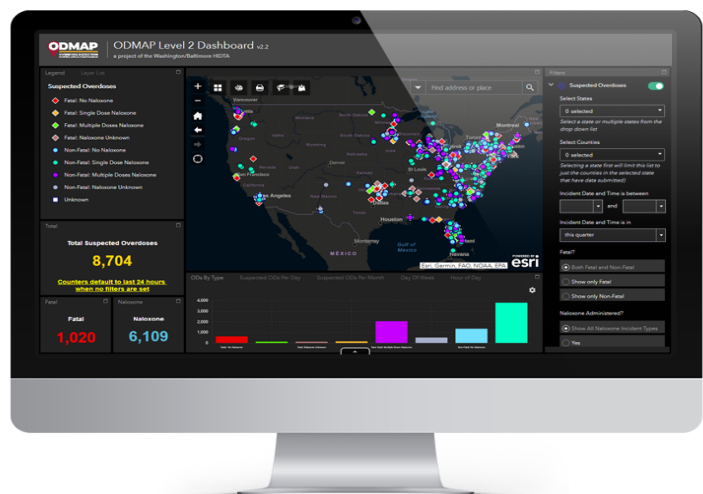 ODMAP
ODMAP Level 2 Dashboard v2.2
a project of the Washington/Baltimore HIDTA
Legend
Layer List
Suspected Overdoses
Fatal: No Naloxone
Fatal: Single Dose Naloxone
Fatal: Multiple Doses Naloxone
Fatal: Naloxone Unknown
Non-Fatal: No Naloxone
Non-Fatal: Single Dose Naloxone
Non-Fatal: Multiple Doses Naloxone
Non-Fatal: Naloxone Unknown
Unknown
Total
Total Suspected Overdoses
8,704
Counters default to last 24 hours
when no filters are set
Fatal
Fatal
1,020
Naloxone
Naloxone
6,109
Find address or place
Vancouver
Montreal
Toronto
Denver
St Louis
San Francisco
Los Angeles
Dallas
Houston
Monterrey
MÉXICO
Gulf of
Mexico
Havana
Esri, Garmin, FAO, NOAA, EPA
POWERED BY
esri
ODs By Type
Suspected ODs Per Day
Suspected ODs Per Month
Day Of Week
Hour of Day
4,000
3,000
2,000
1,000
0
Filters
Suspected Overdoses
Select States
0 selected
Select a state or multiple states from the
drop down list
Select Counties
0 selected
Selecting a state first will limit this list to
just the counties in the selected state
that have data submitted)
Incident Date and Time is between
and
Incident Date and Time is in
this quarter
Fatal?
Both Fatal and Non-Fatal
Show only Fatal
Show only Non-Fatal
Naloxone Administered?
Show All Naloxone Incident Types
Yes